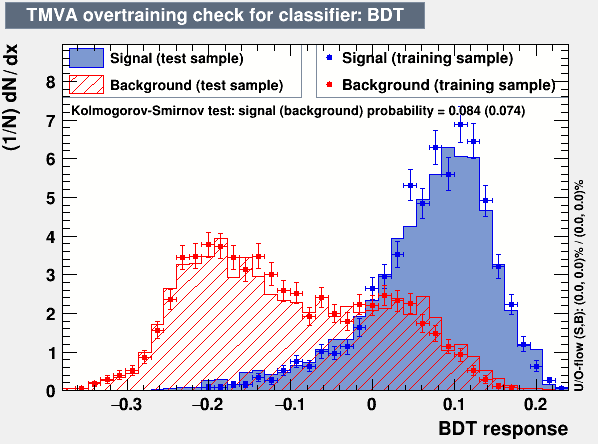 TMVA overtraining check for classifier: BDT
(1/N) dN/dx
Signal (test sample)
Background (test sample)
Signal (training sample)
Background (training sample)
Kolmogorov-Smirnov test: signal (background) probability = 0.084 (0.074)
8
7
6
5
4
3
2
1
0
−0.3
−0.2
−0.1
0
0.1
0.2
BDT response
U/O-flow (S,B): (0.0, 0.0)% / (0.0, 0.0)%